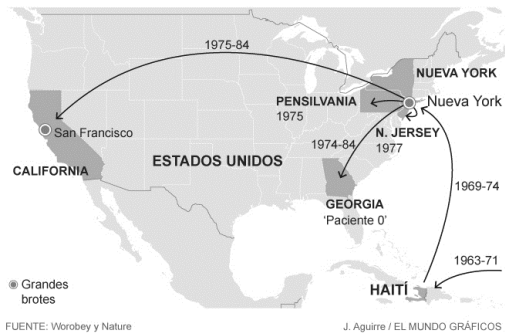 1975-84
NUEVA YORK
PENSILVANIA
1975
Nueva York
San Francisco
N. JERSEY
1977
1974-84
CALIFORNIA
ESTADOS UNIDOS
GEORGIA
'Paciente 0'
1969-74
1963-71
HAITÍ
Grandes
brotes
FUENTE: Worobey y Nature
J. Aguirre / EL MUNDO GRÁFICOS